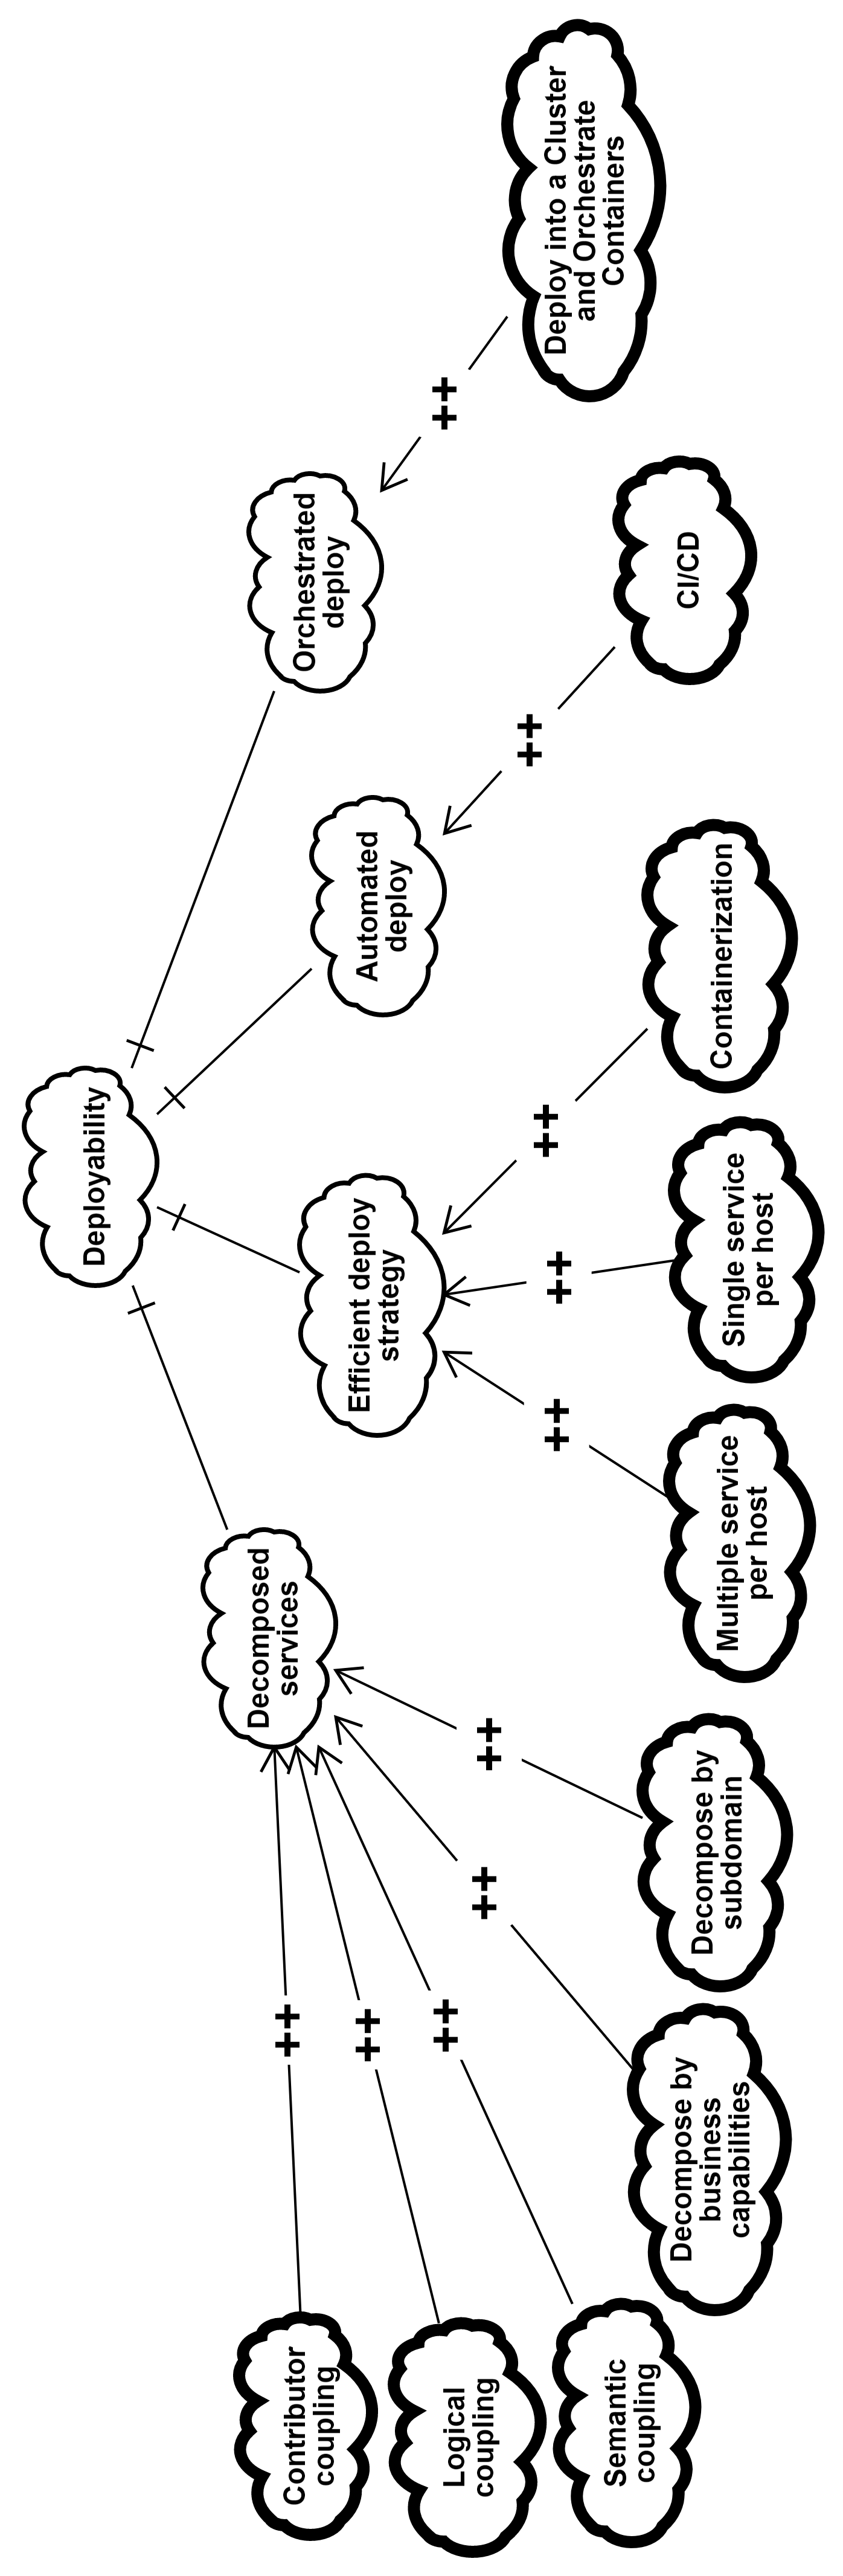 Deployability
Contributor
coupling
Decomposed
services
Orchestrated
deploy
Efficient deploy
strategy
Automated
deploy
Logical
coupling
Semantic
coupling
Deploy into a Cluster
and Orchestrate
Containers
++
++
++
++
++
++
++
++
++
++
Decompose by
business
capabilities
Decompose by
subdomain
Multiple service
per host
Single service
per host
Containerization
CI/CD